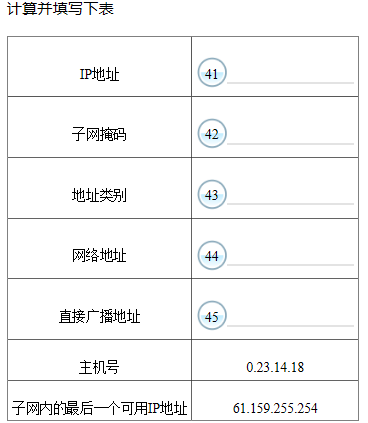 计算并填写下表
IP地址 41
子网掩码 42
地址类别 43
网络地址 44
直接广播地址 45
主机号 0.23.14.18
子网内的最后一个可用IP地址 61.159.255.254